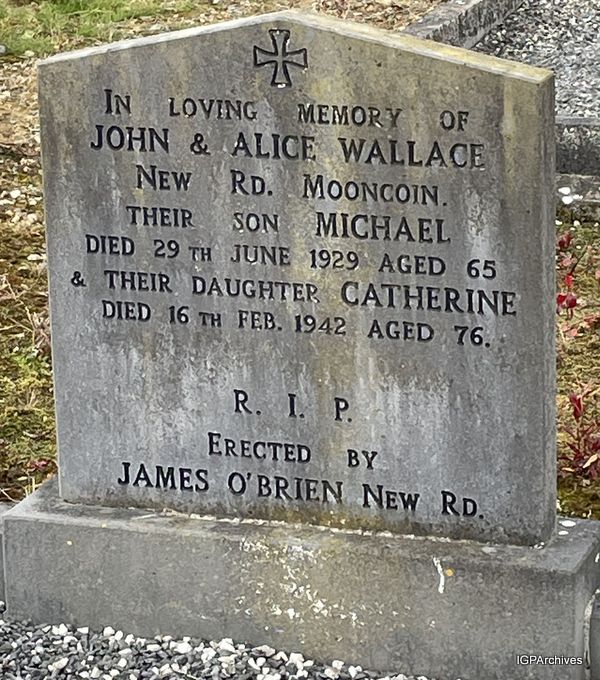 In loving memory of
JOHN & ALICE WALLACE
New Rd. Mooncoin.
their son MICHAEL
died 29th June 1929 aged 65
& their daughter CATHERINE
died 16th Feb. 1942 aged 76.
R. I. P.
Erected by
JAMES O'BRIEN New Rd.
IGPArchives